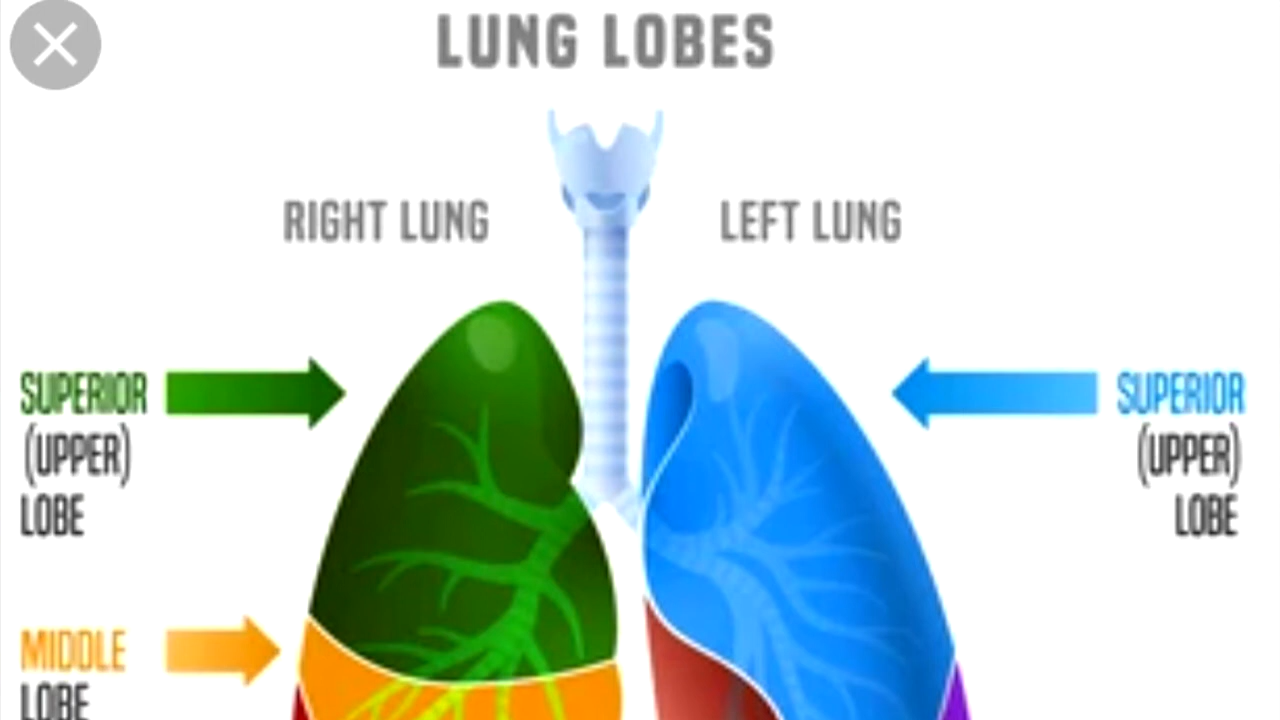 LUNG LOBES
RIGHT LUNG
LEFT LUNG
SUPERIOR
(UPPER)
LOBE
SUPERIOR
(UPPER)
LOBE
MIDDLE
LOBE